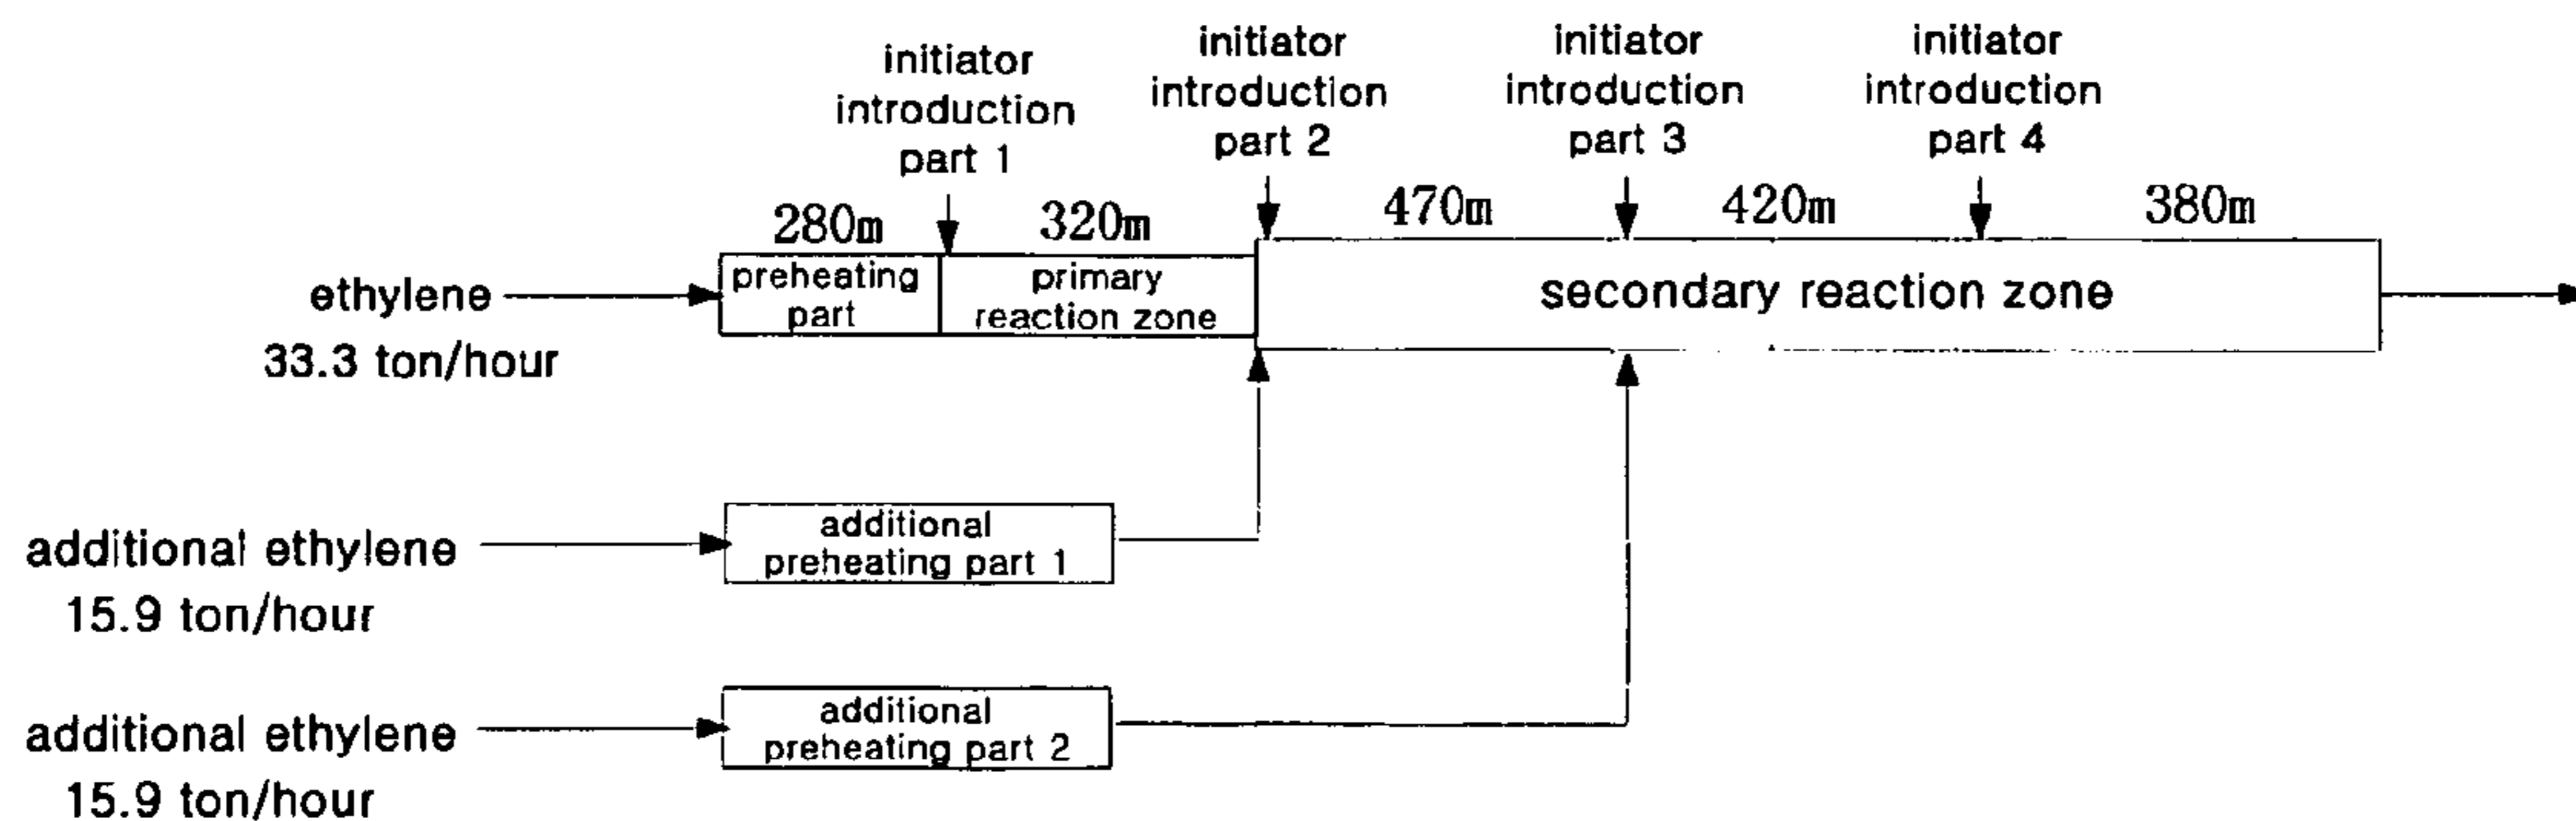 initiator
introduction
part 1
initiator
introduction
part 2
initiator
introduction
part 3
initiator
introduction
part 4
280m
320m
470m
420m
380m
ethylene
33.3 ton/hour
preheating
part
primary
reaction zone
secondary reaction zone
additional ethylene
15.9 ton/hour
additional
preheating part 1
additional ethylene
15.9 ton/hour
additional
preheating part 2